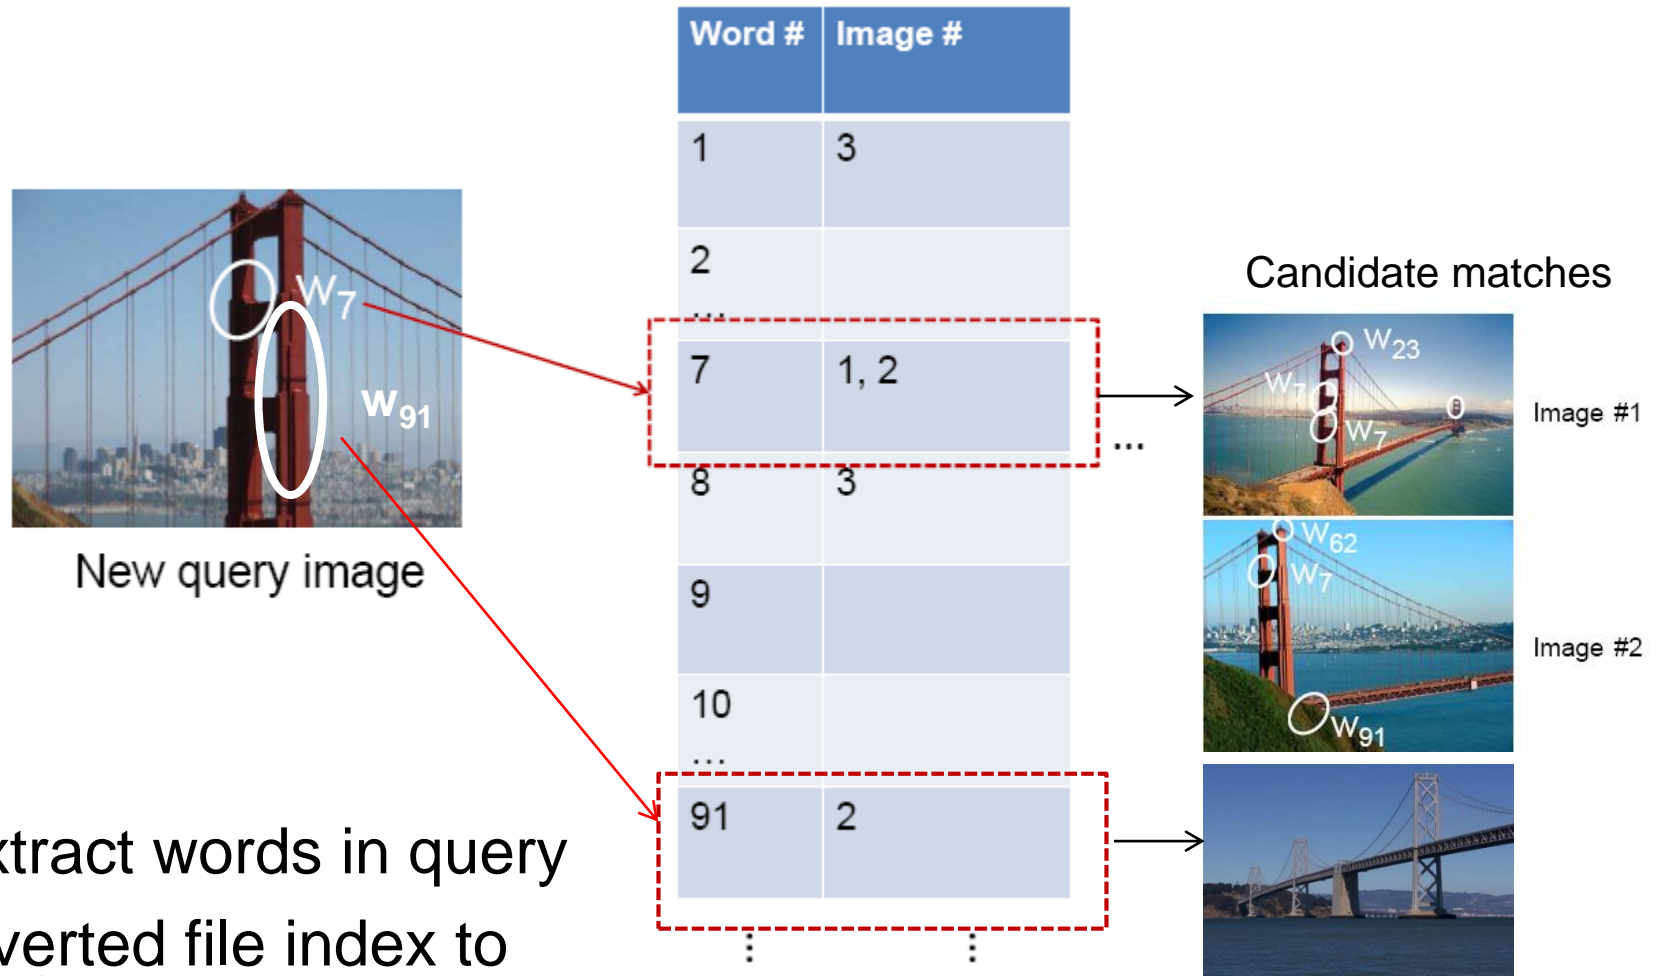 Word # Image #
1 3
2
...
7 1, 2
8 3
9
10
...
91 2
⋮ ⋮
W7
w91
New query image
...
Candidate matches
W23
W7
W7
Image #1
W62
W7
W91
Image #2
xtract words in query
verted file index to